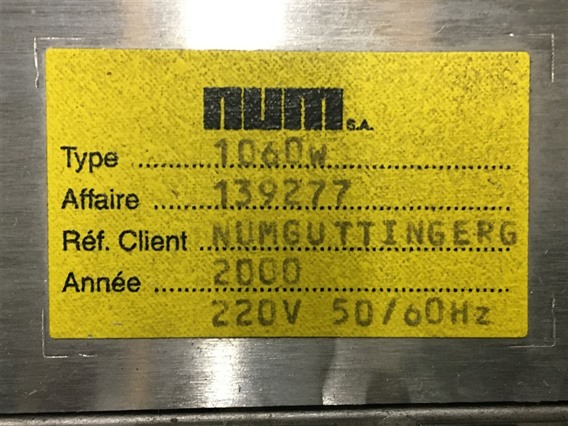 num S.A.
Type 1060W
Affaire 139277
Réf. Client NUMGUTTINGERG
Année 2000
220V 50/60Hz